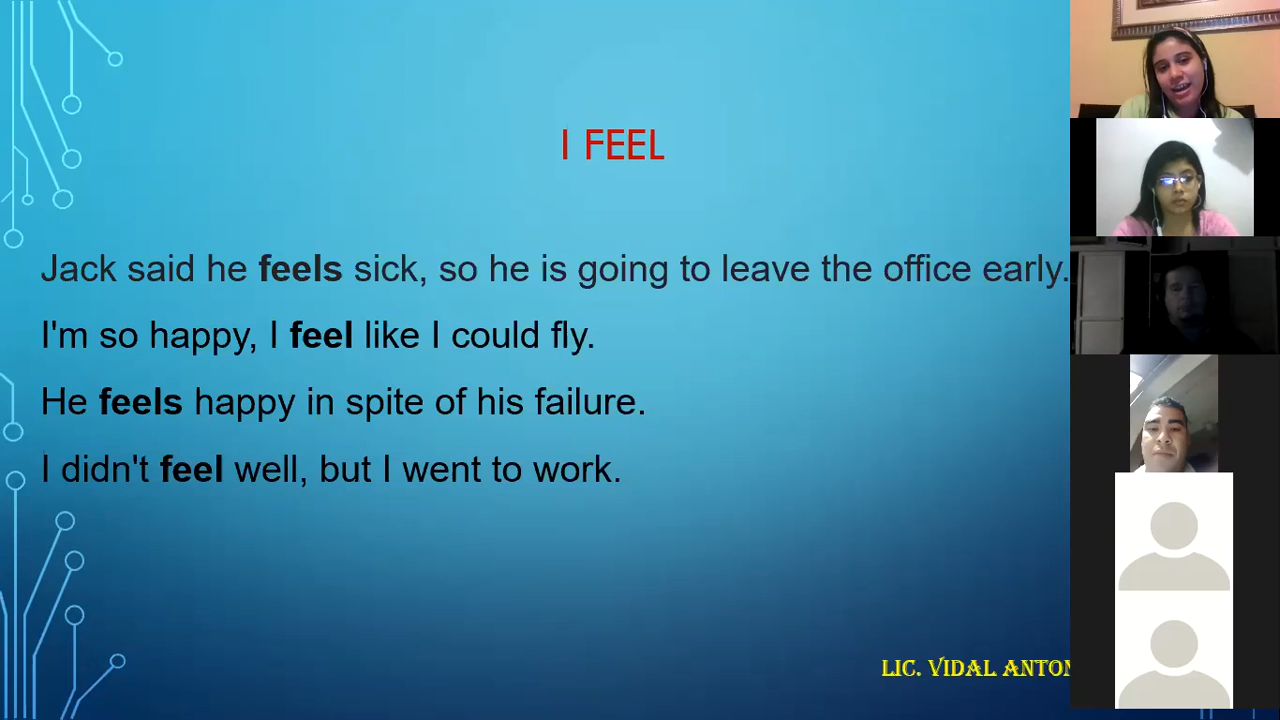 I FEEL
Jack said he feels sick, so he is going to leave the office early.
I'm so happy, I feel like I could fly.
He feels happy in spite of his failure.
I didn't feel well, but I went to work.
LIC. VIDAL